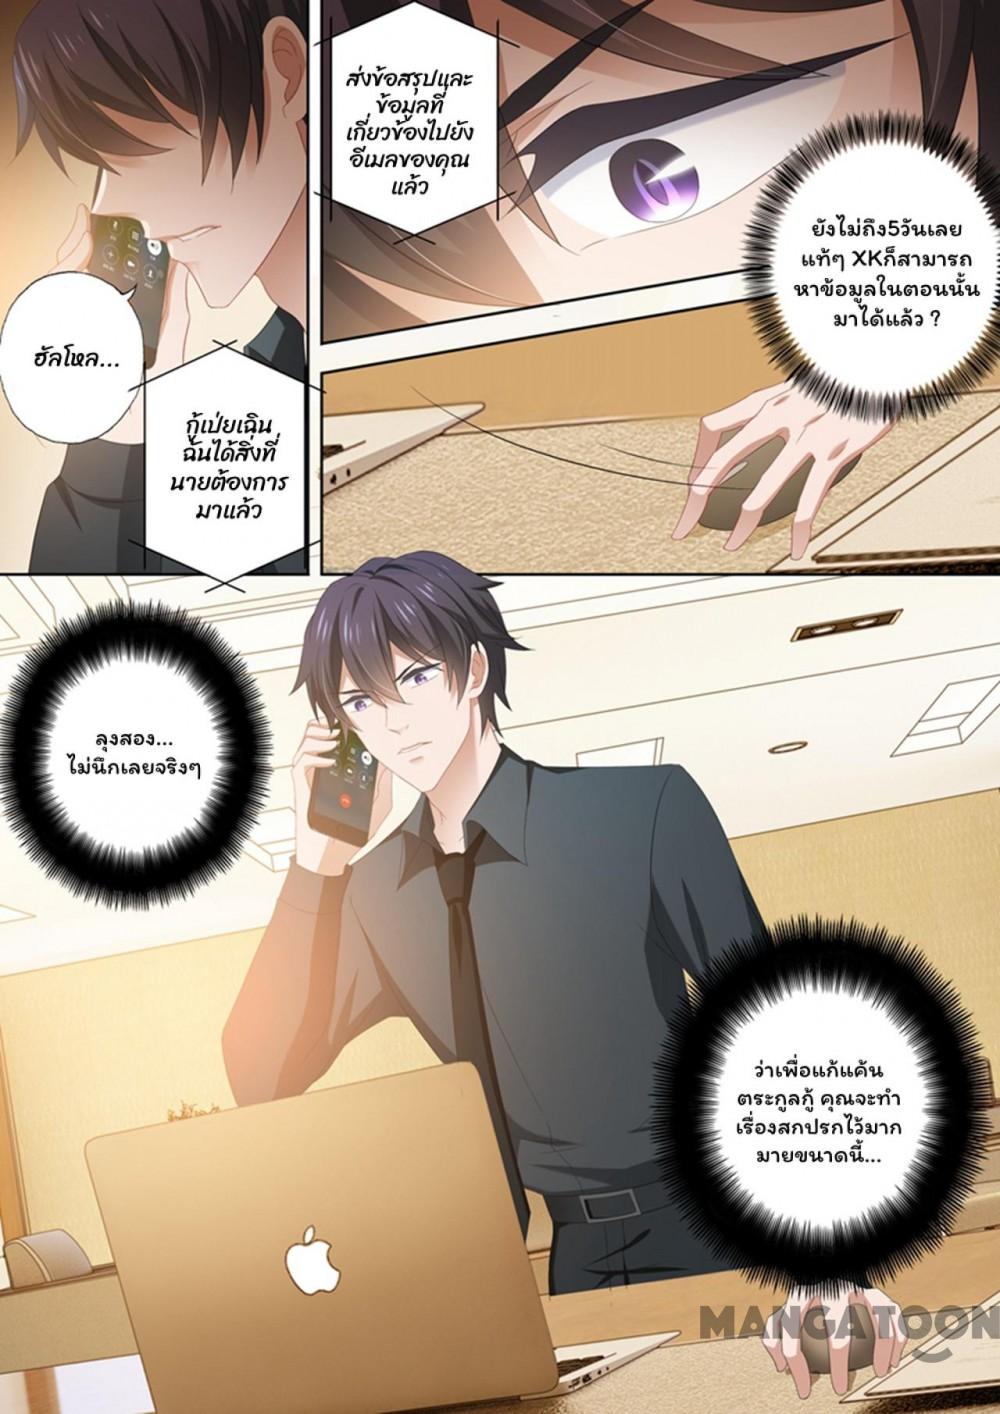 ฮัลโหล...
กู้เป่ยเฉิน
ฉันได้สิ่งที่
นายต้องการ
มาแล้ว
ส่งข้อสรุปและ
ข้อมูลที่
เกี่ยวข้องไปยัง
อีเมลของคุณ
แล้ว
ยังไม่ถึง5วันเลย
แท้ๆ XKก็สามารถ
หาข้อมูลในตอนนั้น
มาได้แล้ว ?
ลุงสอง...
ไม่นึกเลยจริงๆ
ว่าเพื่อแก้แค้น
ตระกูลกู้ คุณจะทำ
เรื่องสกปรกไว้มาก
มายขนาดนี้...
MANGATOON